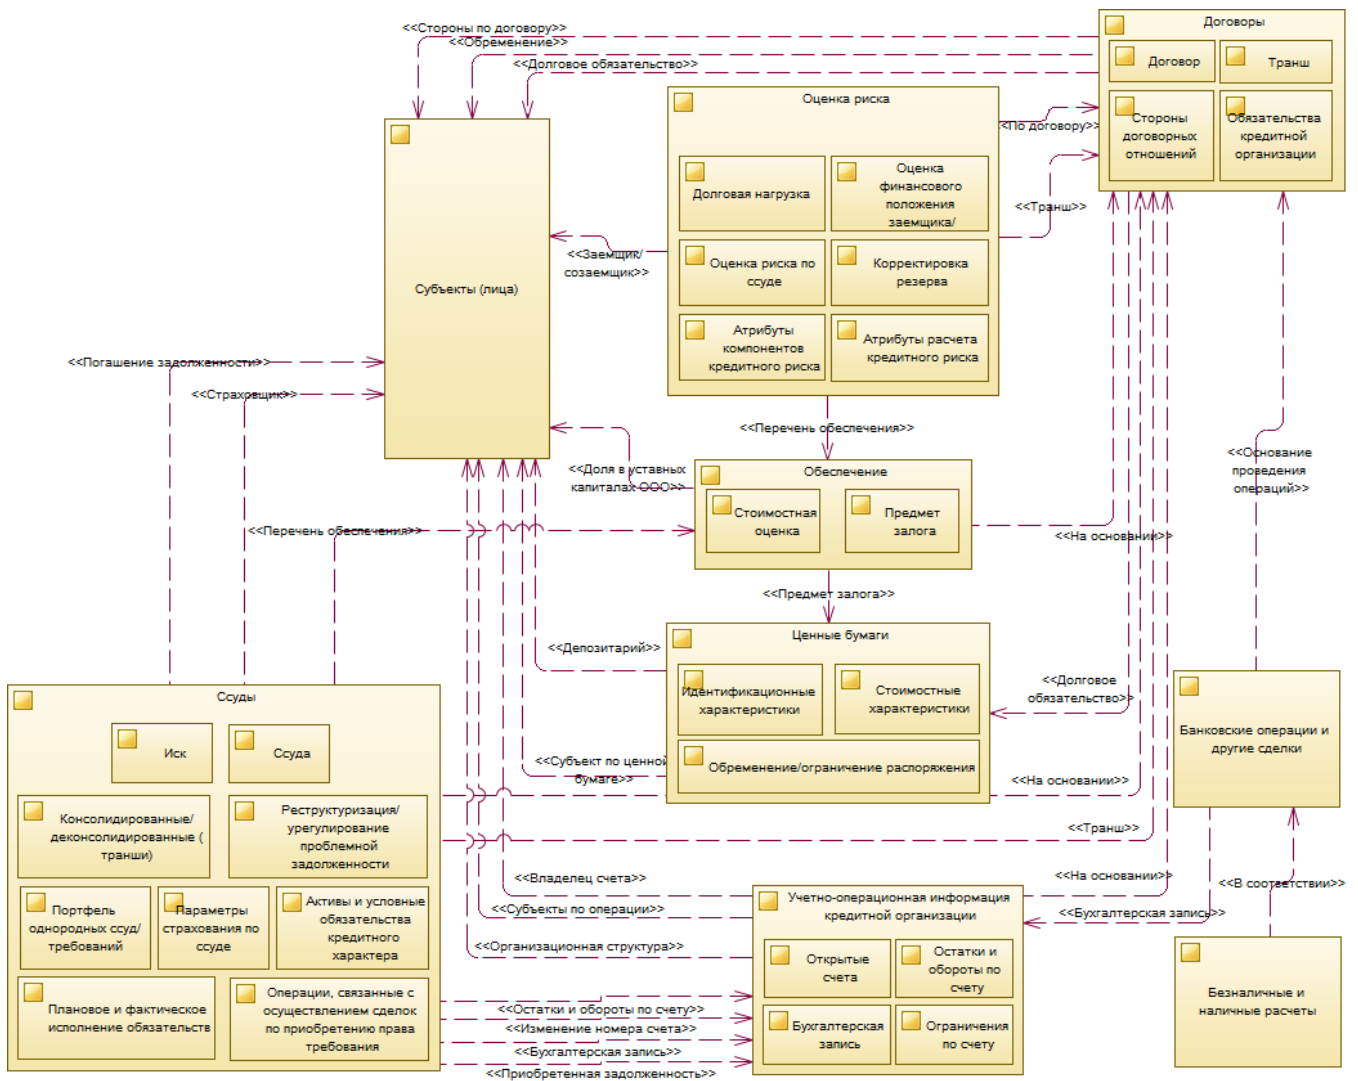 <<Стороны по договору>>
<<Обременение>>
<<Долговое обязательство>>
Договоры
Договор
Транш
Стороны
договорных
отношений
Обязательства
кредитной
организации
Оценка риска
<<По договору>>
Долговая нагрузка
Оценка
финансового
положения
заемщика/
<<Транш>>
<<Заемщик/
созаемщик>>
Оценка риска по
ссуде
Корректировка
резерва
Субъекты (лица)
Атрибуты
компонентов
кредитного риска
Атрибуты расчета
кредитного риска
<<Погашение задолженности>>
<<Страховщик>>
<<Перечень обеспечения>>
<<Основание
проведения
операций>>
<<Доля в уставных
капиталах ООО>>
Обеспечение
Стоимостная
оценка
Предмет
залога
<<Перечень обеспечения>>
<<На основании>>
<<Предмет залога>>
Ценные бумаги
<<Депозитарий>>
Идентификационные
характеристики
Стоимостные
характеристики
<<Долговое
обязательство>>
<<Субъект по ценной
бумаге>>
Обременение/ограничение распоряжения
<<На основании>>
Банковские операции и
другие сделки
Ссуды
Иск
Ссуда
Консолидированные/
деконсолидированные (
транши)
Реструктуризация/
урегулирование
проблемной
задолженности
<<Транш>>
Портфель
однородных ссуд/
требований
Параметры
страхования по
ссуде
Активы и условные
обязательства
кредитного
характера
Плановое и фактическое
исполнение обязательств
Операции, связанные с
осуществлением сделок
по приобретению права
требования
<<Владелец счета>>
<<Субъекты по операции>>
<<Организационная структура>>
<<На основании>>
<<В соответствии>>
<<Бухгалтерская запись>>
Учетно-операционная информация
кредитной организации
Открытые
счета
Остатки и
обороты по
счету
Бухгалтерская
запись
Ограничения
по счету
Безналичные и
наличные расчеты
<<Остатки и обороты по счету>>
<<Изменение номера счета>>
<<Бухгалтерская запись>>
<<Приобретенная задолженность>>